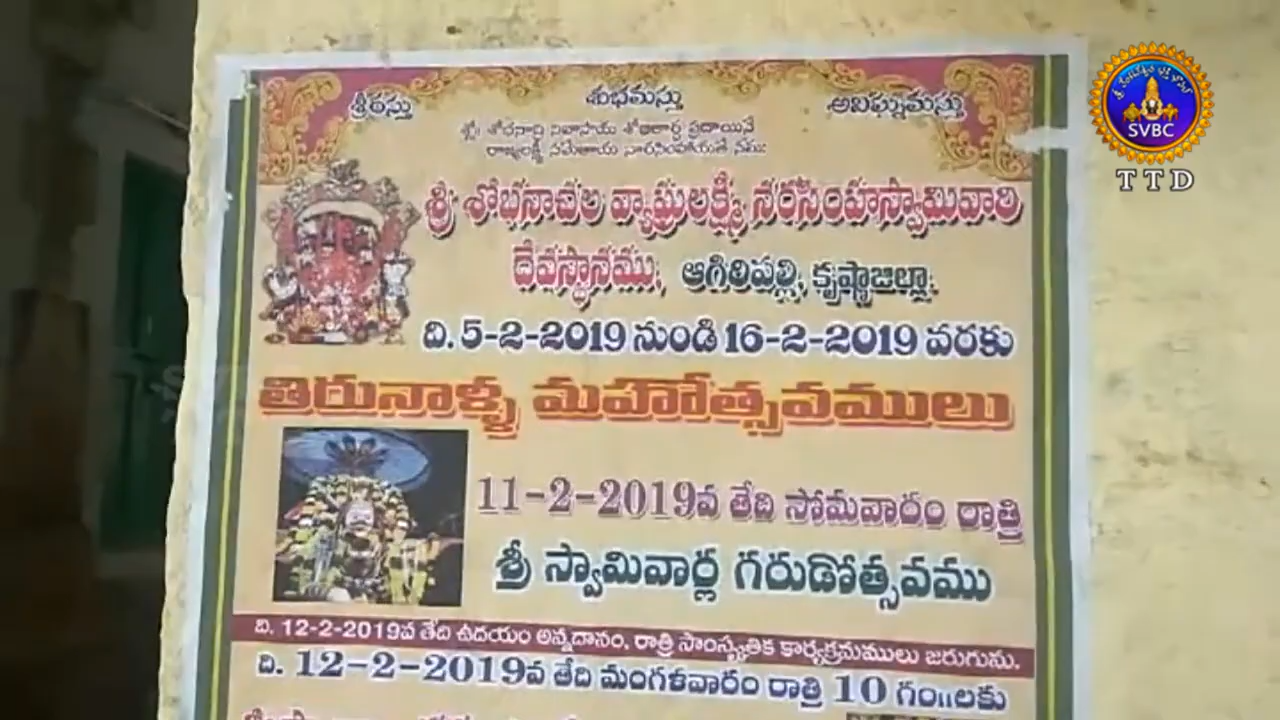 శ్రీరస్తు శుభమస్తు అవిఘ్నమస్తు
శ్రీ శోభనాచల వ్యాఘ్రలక్ష్మీ నరసింహస్వామివారి
దేవస్థానము, ఆగిరిపల్లి, కృష్ణాజిల్లా.
ది. 5-2-2019 నుండి 16-2-2019 వరకు
తిరునాళ్ళ మహోత్సవములు
11-2-2019వ తేది సోమవారం రాత్రి
శ్రీ స్వామివార్ల గరుడోత్సవము
ది. 12-2-2019వ తేది ఉదయం అన్నదానం, రాత్రి సాంస్కృతిక కార్యక్రమములు జరుగును.
ది. 12-2-2019వ తేది మంగళవారం రాత్రి 10 గం॥లకు
SVBC
TTD